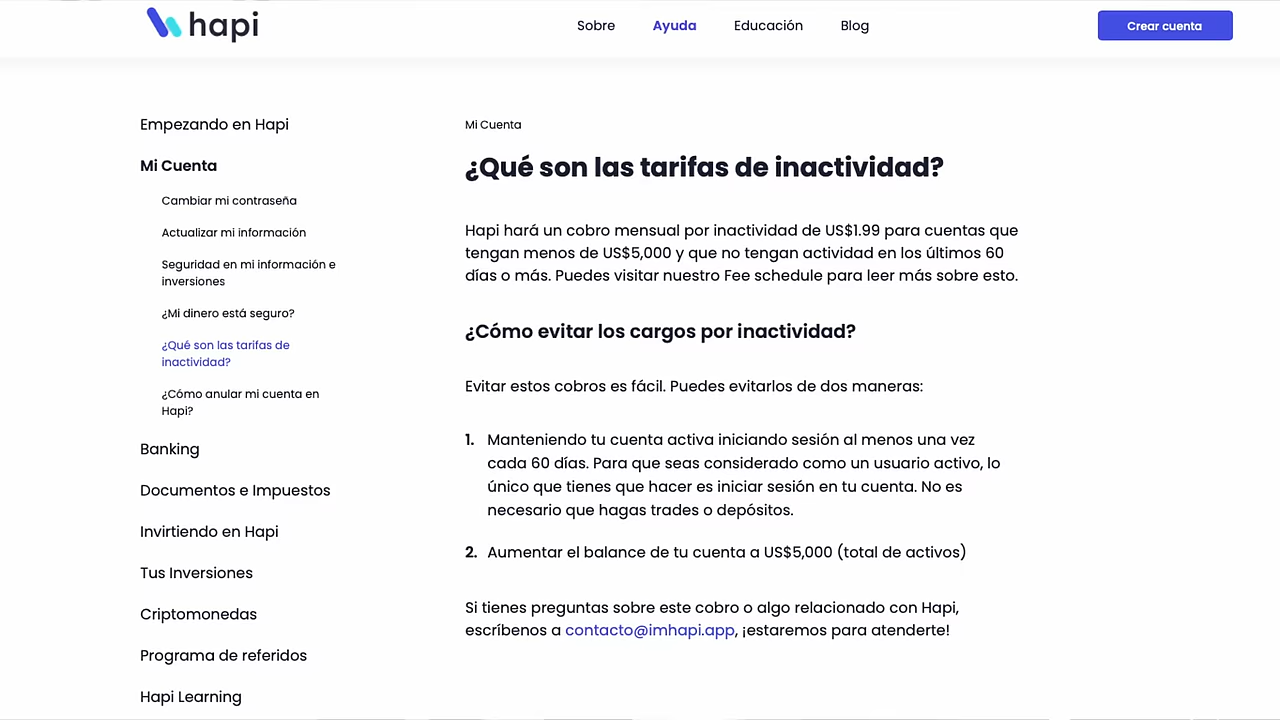 hapi
Sobre
Ayuda
Educación
Blog
Crear cuenta
Empezando en Hapi
Mi Cuenta
Cambiar mi contraseña
Actualizar mi información
Seguridad en mi información e
inversiones
¿Mi dinero está seguro?
¿Qué son las tarifas de
inactividad?
¿Cómo anular mi cuenta en
Hapi?
Banking
Documentos e Impuestos
Invirtiendo en Hapi
Tus Inversiones
Criptomonedas
Programa de referidos
Hapi Learning
Mi Cuenta
¿Qué son las tarifas de inactividad?
Hapi hará un cobro mensual por inactividad de US$1.99 para cuentas que
tengan menos de US$5,000 y que no tengan actividad en los últimos 60
días o más. Puedes visitar nuestro Fee schedule para leer más sobre esto.
¿Cómo evitar los cargos por inactividad?
Evitar estos cobros es fácil. Puedes evitarlos de dos maneras:
1. Manteniendo tu cuenta activa iniciando sesión al menos una vez
cada 60 días. Para que seas considerado como un usuario activo, lo
único que tienes que hacer es iniciar sesión en tu cuenta. No es
necesario que hagas trades o depósitos.
2. Aumentar el balance de tu cuenta a US$5,000 (total de activos)
Si tienes preguntas sobre este cobro o algo relacionado con Hapi,
escríbenos a contacto@imhapi.app, ¡estaremos para atenderte!